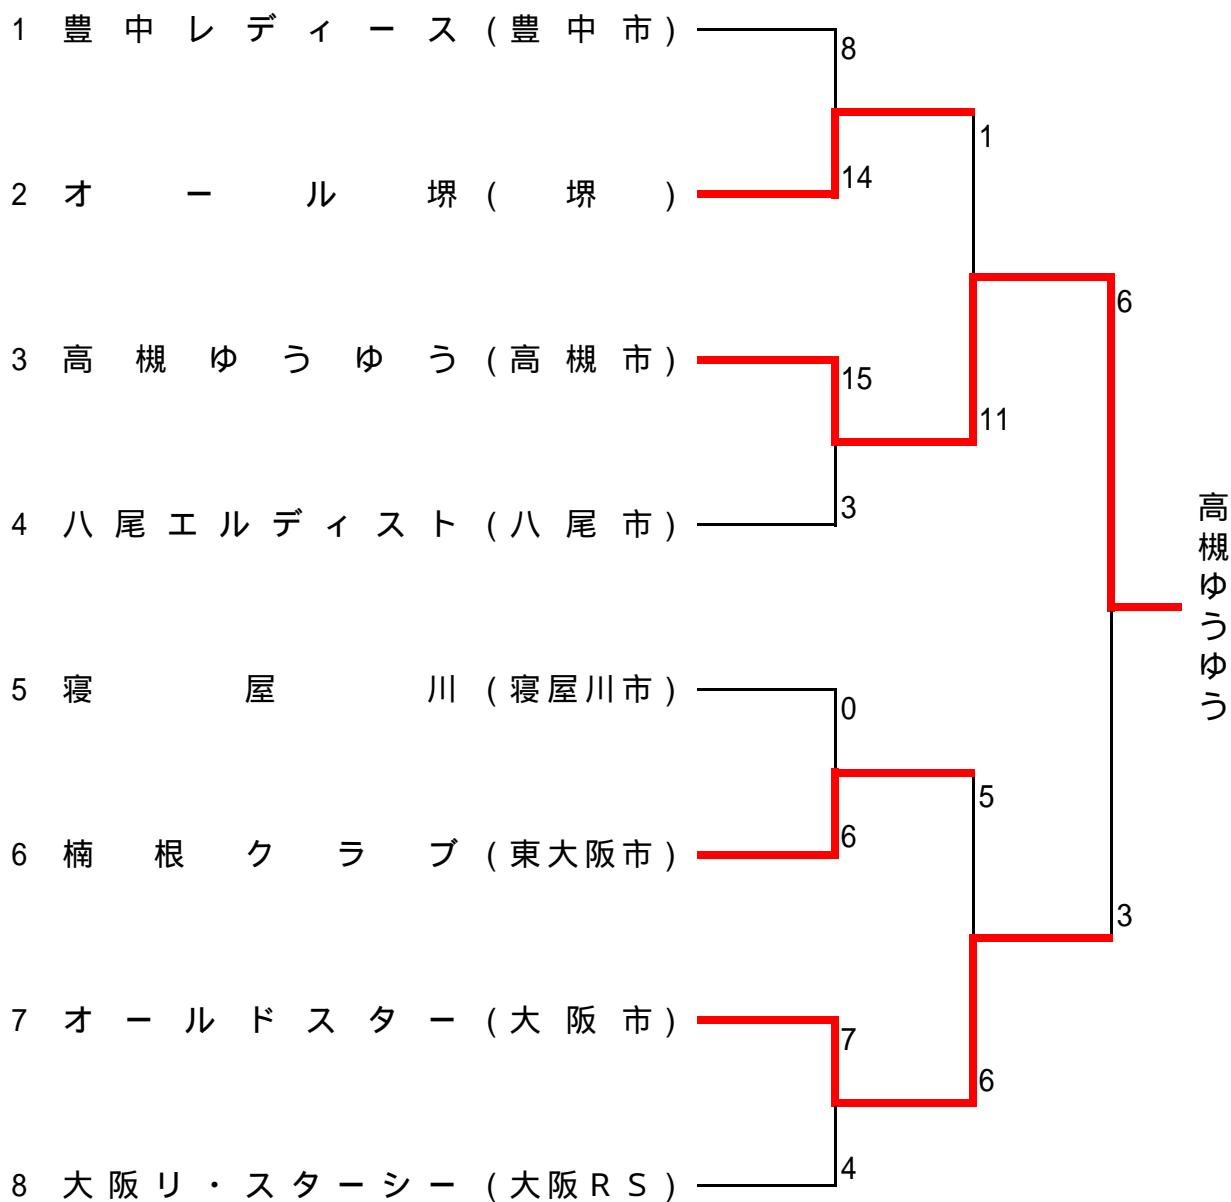 1 豊中レディース (豊中市)
8
1
14
2 オール堺 (堺)
6
3 高槻ゆうゆう (高槻市)
15
11
3
4 八尾エルディスト (八尾市)
高槻ゆうゆう
5 寝屋川 (寝屋川市)
0
5
6
6 楠根クラブ (東大阪市)
3
7 オールドスター (大阪市)
7
6
4
8 大阪リ・スターシー (大阪RS)